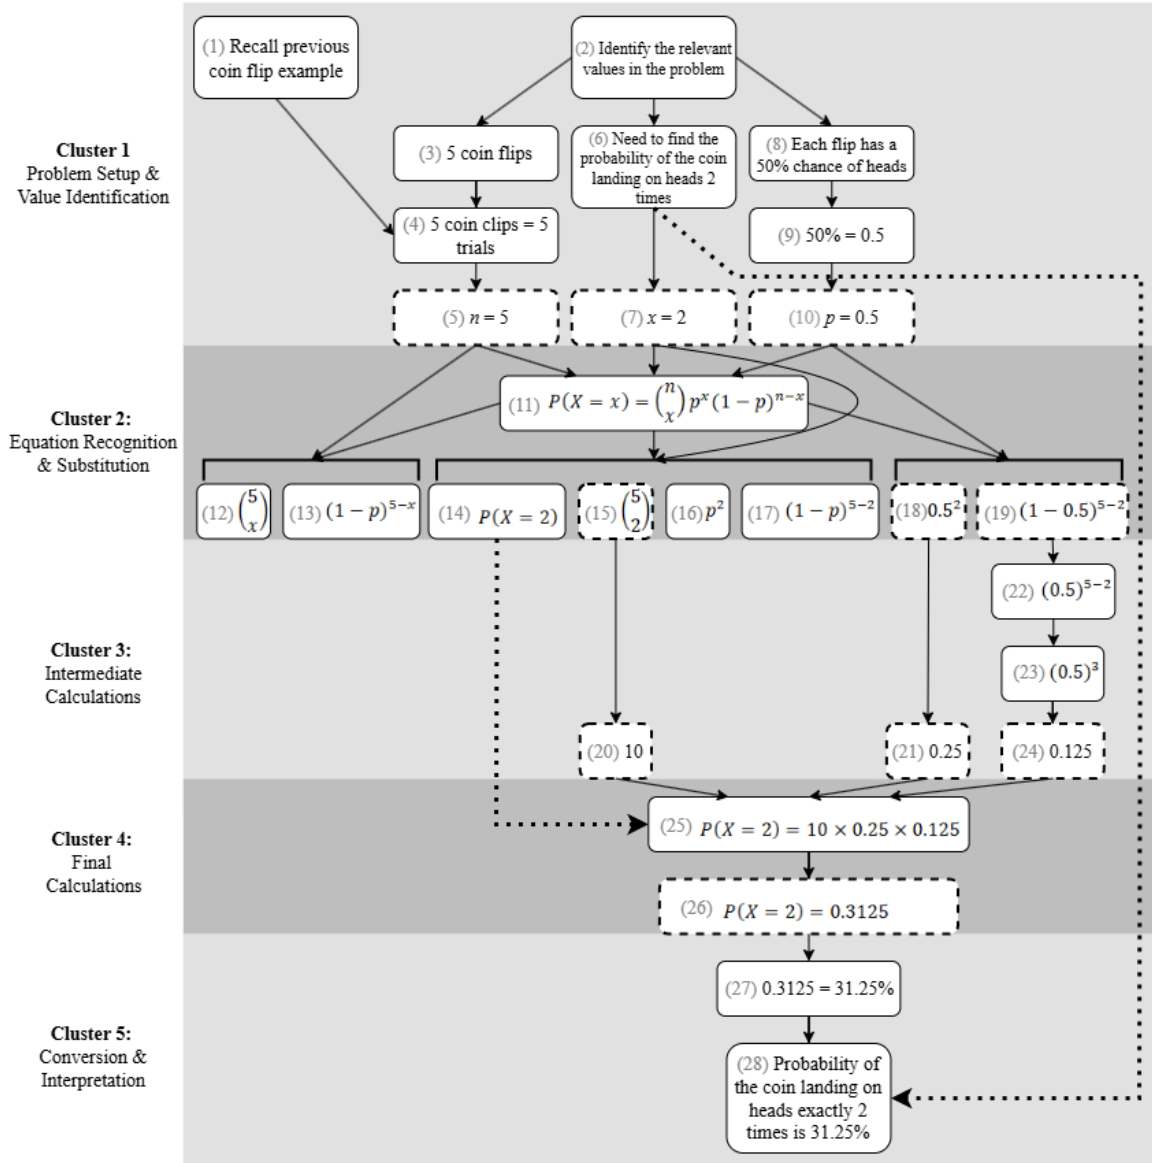 (1) Recall previous
coin flip example
(2) Identify the relevant
values in the problem
Cluster 1
Problem Setup &
Value Identification
(3) 5 coin flips
(6) Need to find the
probability of the coin
landing on heads 2
times
(8) Each flip has a
50% chance of heads
(4) 5 coin clips = 5
trials
(9) 50% = 0.5
(5) n = 5
(7) x = 2
(10) p = 0.5
Cluster 2:
Equation Recognition
& Substitution
(11) P(X = x) = (n x) p^x (1 − p)^{n−x}
(12) (5 x)
(13) (1 − p)^{5−x}
(14) P(X = 2)
(15) (5 2)
(16) p²
(17) (1 − p)^{5−2}
(18) 0.5²
(19) (1 − 0.5)^{5−2}
Cluster 3:
Intermediate
Calculations
(22) (0.5)^{5−2}
(23) (0.5)³
(20) 10
(21) 0.25
(24) 0.125
Cluster 4:
Final
Calculations
(25) P(X = 2) = 10 × 0.25 × 0.125
(26) P(X = 2) = 0.3125
Cluster 5:
Conversion &
Interpretation
(27) 0.3125 = 31.25%
(28) Probability of
the coin landing on
heads exactly 2
times is 31.25%